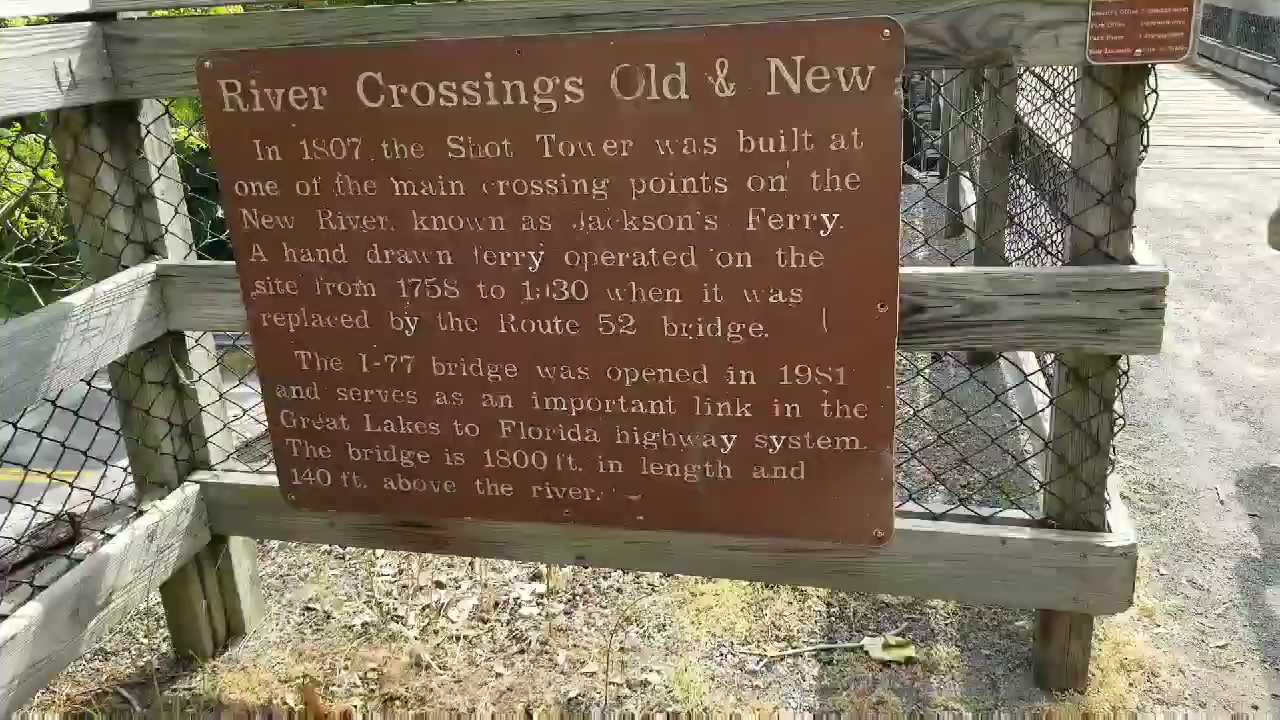 River Crossings Old & New
In 1807 the Shot Tower was built at
one of the main crossing points on the
New River, known as Jackson's Ferry.
A hand drawn ferry operated on the
site from 1758 to 1930 when it was
replaced by the Route 52 bridge.
The I-77 bridge was opened in 1981
and serves as an important link in the
Great Lakes to Florida highway system.
The bridge is 1800 ft. in length and
140 ft. above the river.